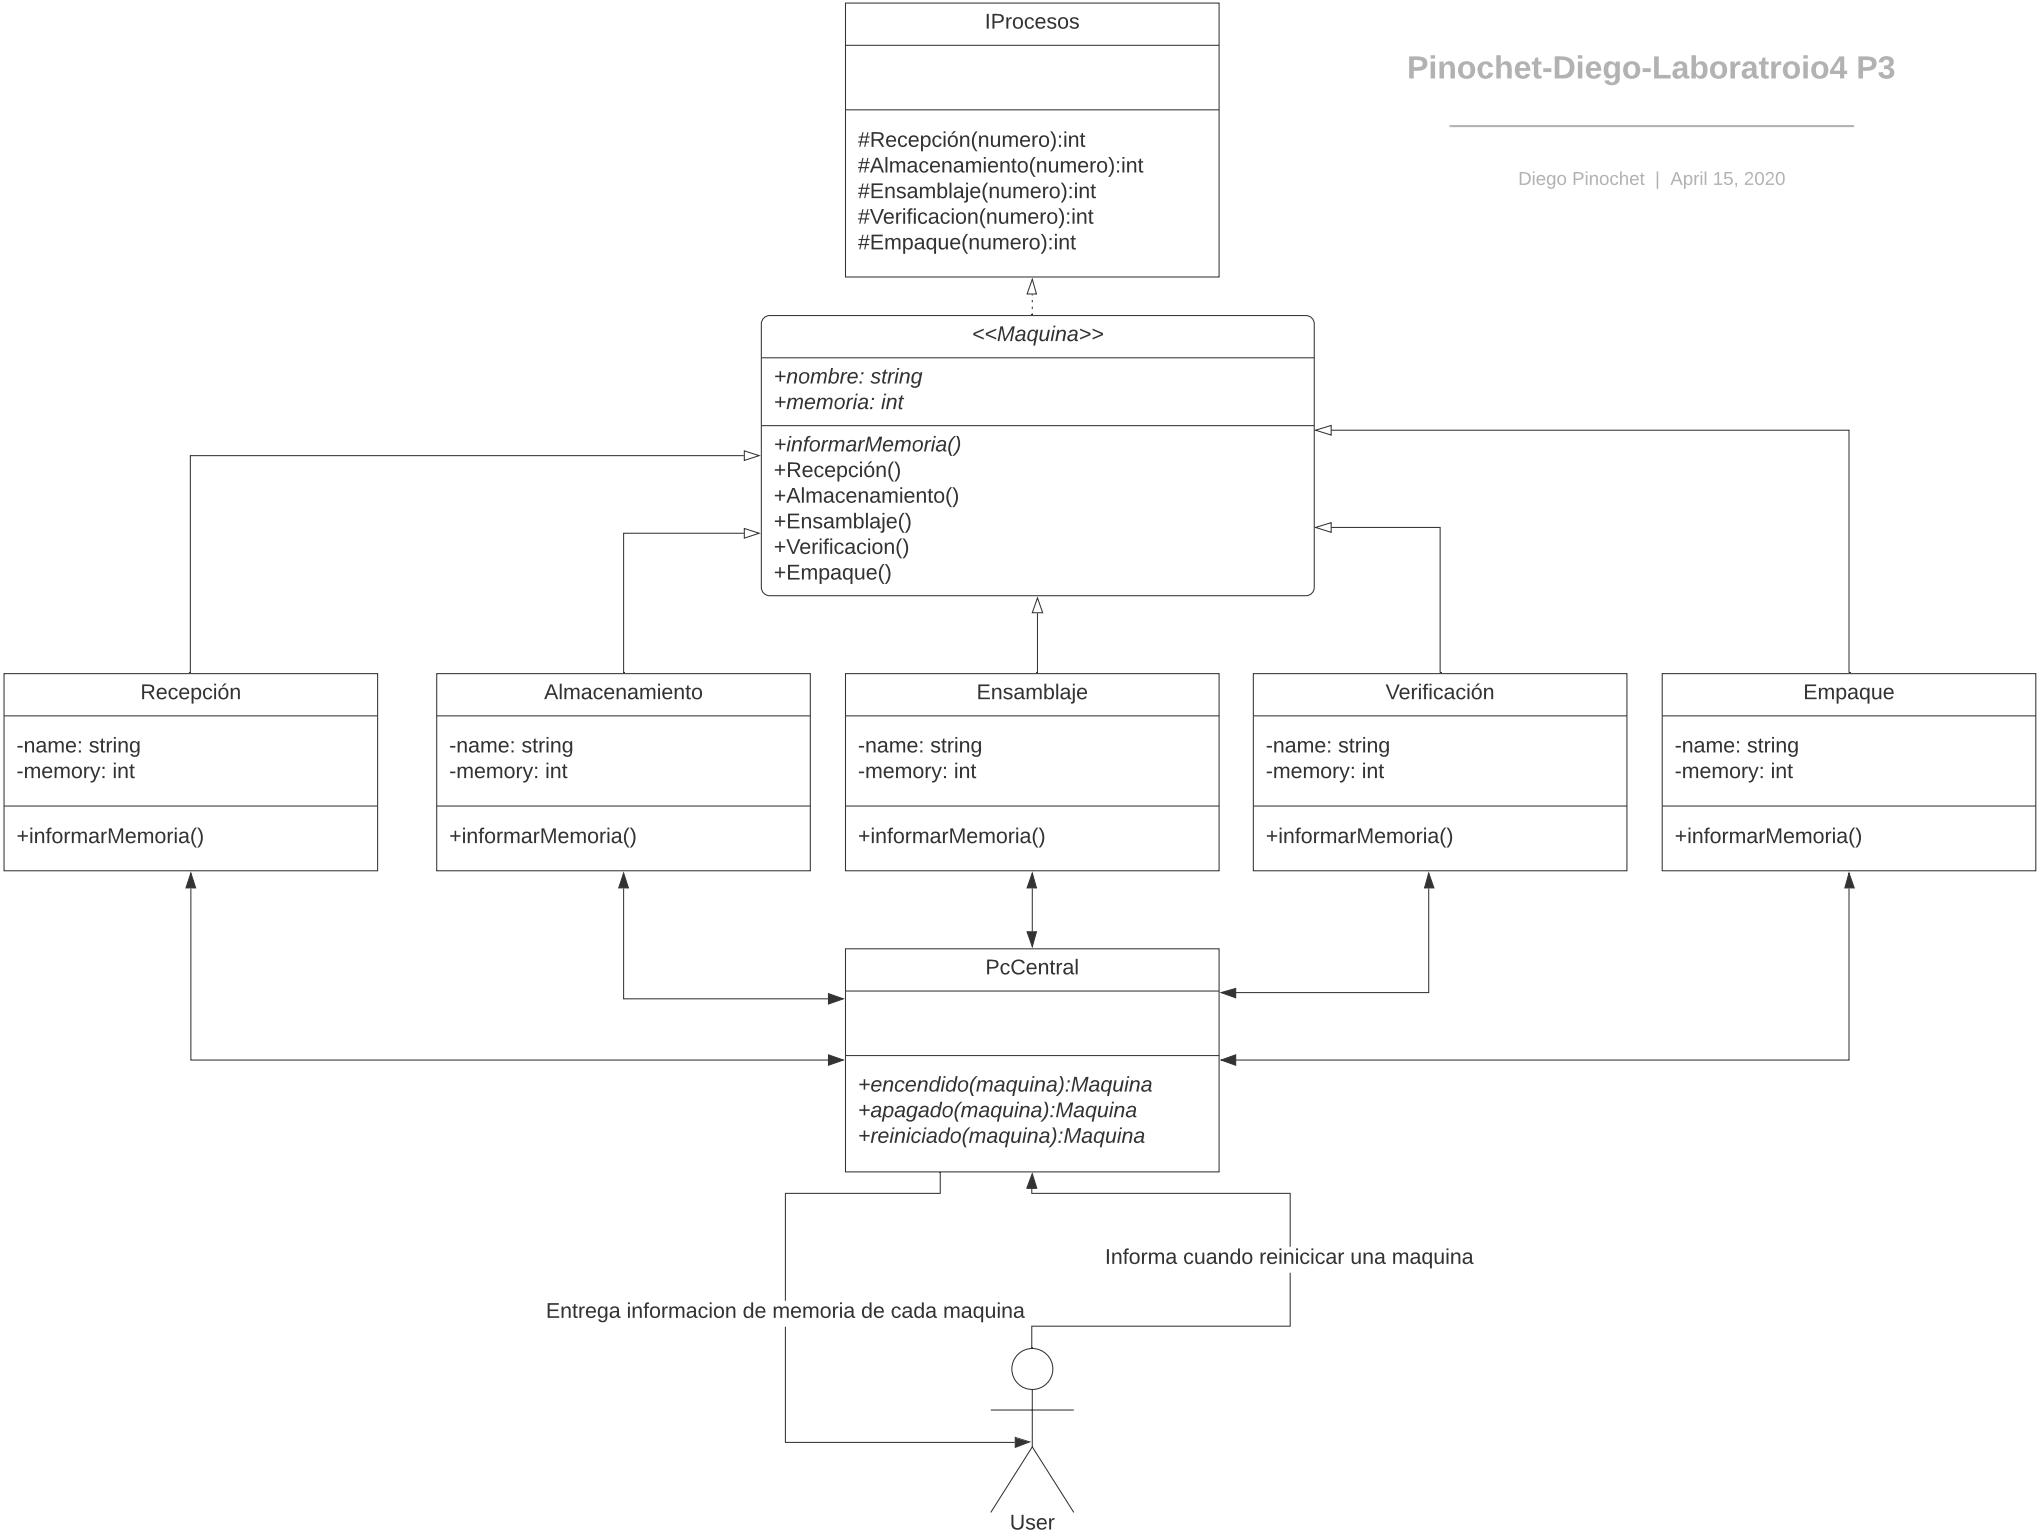 IProcesos
#Recepción(numero):int
#Almacenamiento(numero):int
#Ensamblaje(numero):int
#Verificacion(numero):int
#Empaque(numero):int
Pinochet-Diego-Laboratroio4 P3
Diego Pinochet | April 15, 2020
<<Maquina>>
+nombre: string
+memoria: int
+informarMemoria()
+Recepción()
+Almacenamiento()
+Ensamblaje()
+Verificacion()
+Empaque()
Recepción
-name: string
-memory: int
+informarMemoria()
Almacenamiento
-name: string
-memory: int
+informarMemoria()
Ensamblaje
-name: string
-memory: int
+informarMemoria()
Verificación
-name: string
-memory: int
+informarMemoria()
Empaque
-name: string
-memory: int
+informarMemoria()
PcCentral
+encendido(maquina):Maquina
+apagado(maquina):Maquina
+reiniciado(maquina):Maquina
Informa cuando reinicicar una maquina
Entrega informacion de memoria de cada maquina
User